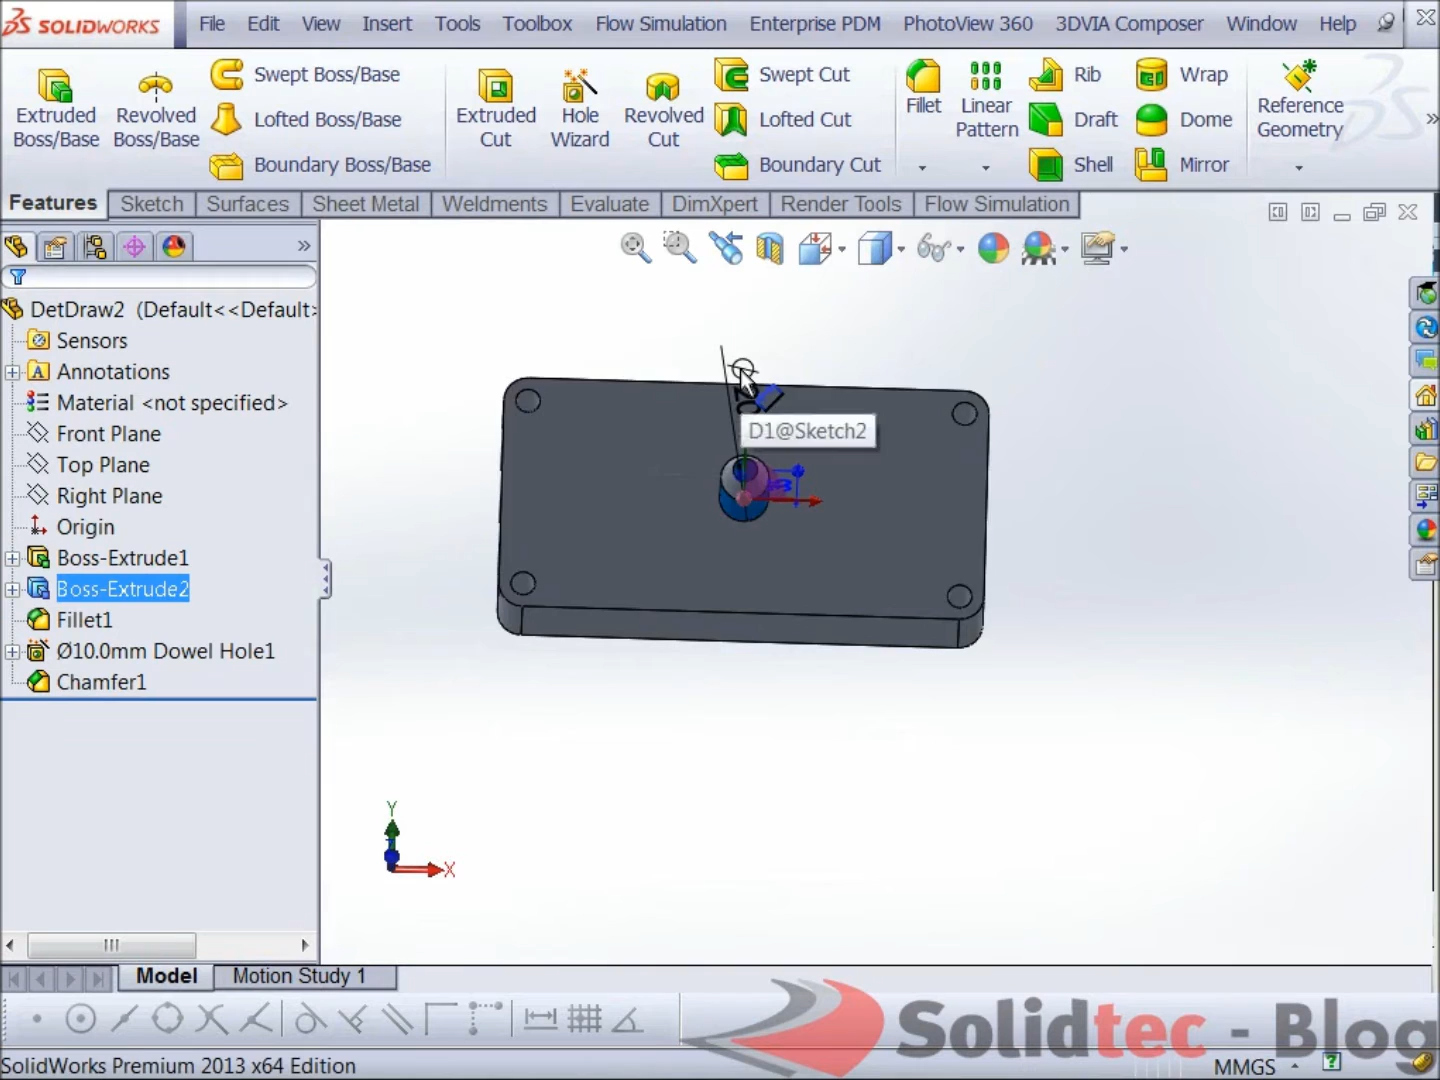 SOLIDWORKS File Edit View Insert Tools Toolbox Flow Simulation Enterprise PDM PhotoView 360 3DVIA Composer Window Help
Extruded Boss/Base
Revolved Boss/Base
Swept Boss/Base
Lofted Boss/Base
Boundary Boss/Base
Extruded Cut
Hole Wizard
Revolved Cut
Swept Cut
Lofted Cut
Boundary Cut
Fillet
Linear Pattern
Rib
Draft
Shell
Wrap
Dome
Mirror
Reference Geometry
Features Sketch Surfaces Sheet Metal Weldments Evaluate DimXpert Render Tools Flow Simulation
DetDraw2 (Default<<Default>
Sensors
Annotations
Material <not specified>
Front Plane
Top Plane
Right Plane
Origin
Boss-Extrude1
Boss-Extrude2
Fillet1
Ø10.0mm Dowel Hole1
Chamfer1
D1@Sketch2
Y
X
Model Motion Study 1
Solidtec - Blog
SolidWorks Premium 2013 x64 Edition
MMGS